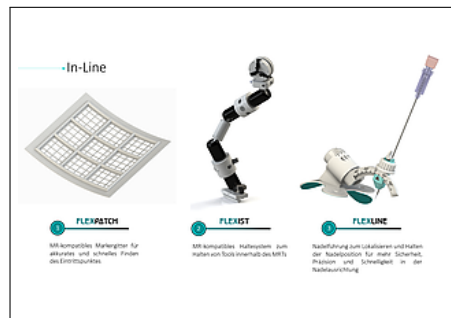 In-Line
1
FLEXPATCH
MR-kompatibles Markengitter für
akkurates und schnelles Finden
des Eintrittspunktes.
2
FLEXIST
MR-kompatibles Haltesystem zum
Halten von Tools innerhalb des MRTs
3
FLEXLINE
Nadelführung zum Lokalisieren und Halten
der Nadelposition für mehr Sicherheit,
Präzision und Schnelligkeit in der
Nadelausrichtung